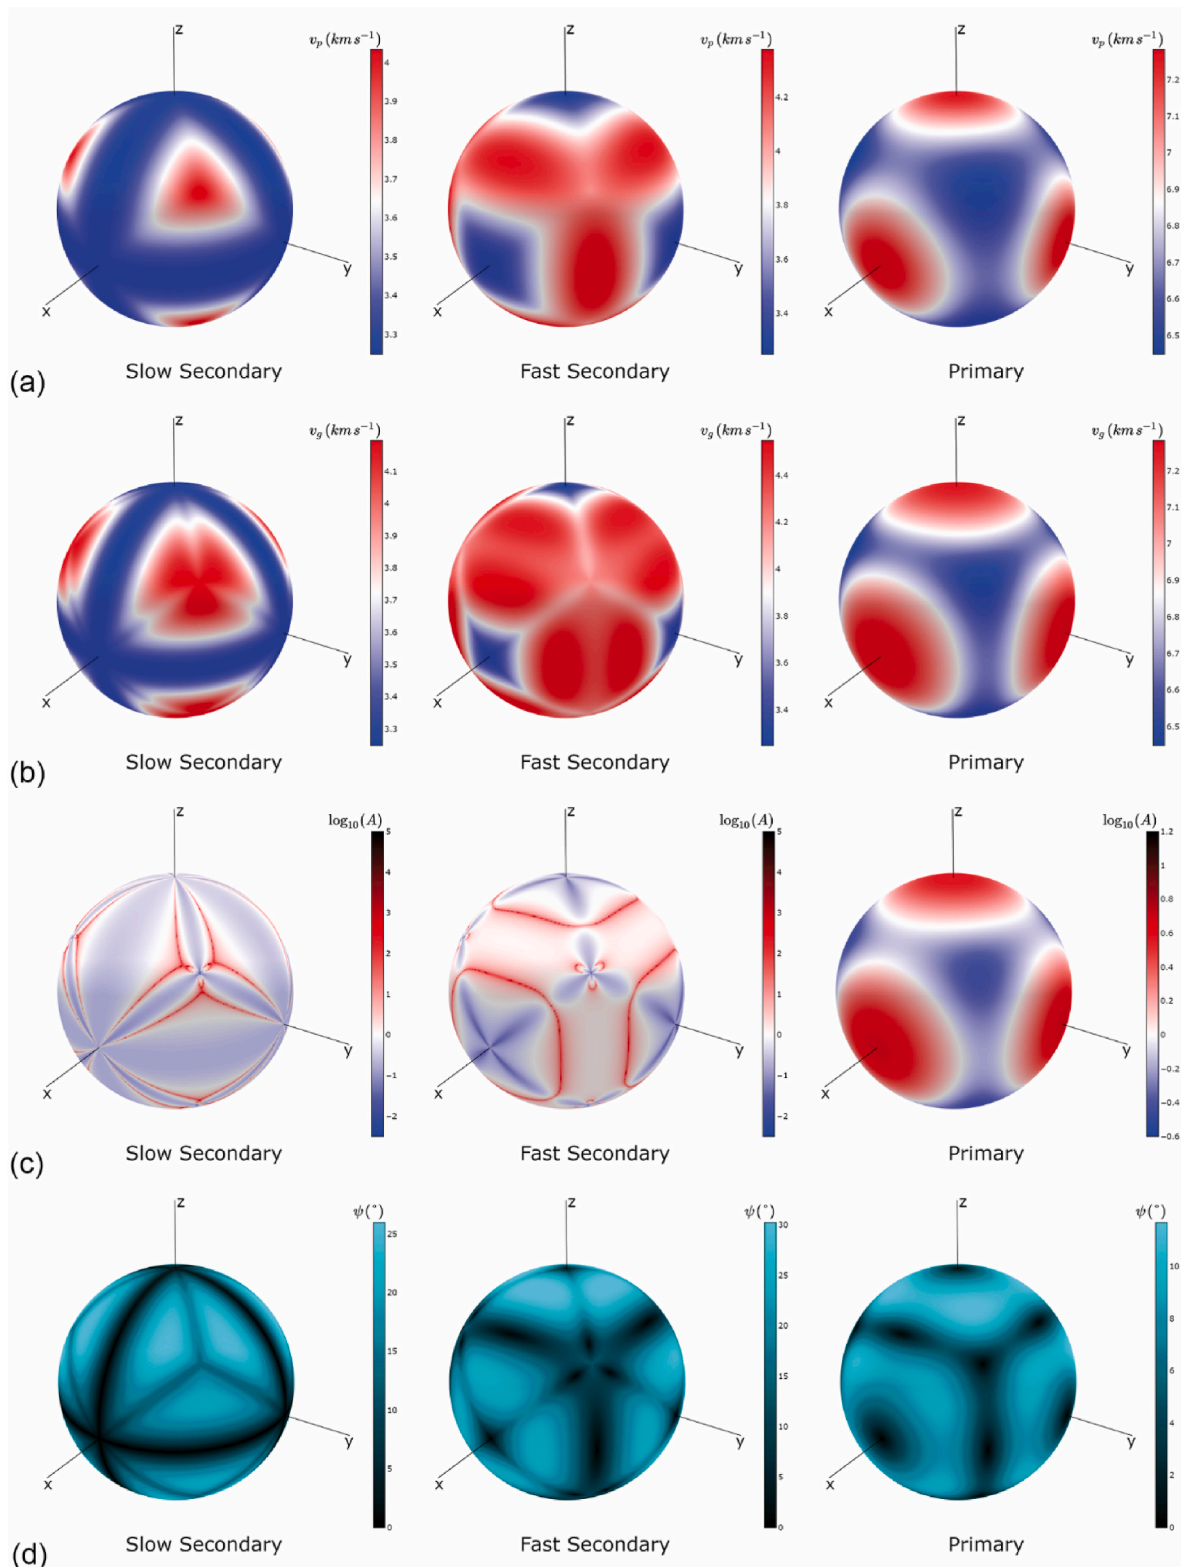 z z z
v_p (km s⁻¹) v_p (km s⁻¹) v_p (km s⁻¹)
4 3.9 3.8 3.7 3.6 3.5 3.4 3.3
4.2 4 3.8 3.6 3.4
7.2 7.1 7 6.9 6.8 6.7 6.6 6.5
y y y
x x x
Slow Secondary Fast Secondary Primary
(a)
z z z
v_g (km s⁻¹) v_g (km s⁻¹) v_g (km s⁻¹)
4.1 4 3.9 3.8 3.7 3.6 3.5 3.4 3.3
4.4 4.2 4 3.8 3.6 3.4
7.2 7.1 7 6.9 6.8 6.7 6.6 6.5
y y y
x x x
Slow Secondary Fast Secondary Primary
(b)
z z z
log₁₀(A) log₁₀(A) log₁₀(A)
5 4 3 2 1 0 −1 −2
5 4 3 2 1 0 −1 −2
1.2 1 0.8 0.6 0.4 0.2 0 −0.2 −0.4 −0.6
y y y
x x x
Slow Secondary Fast Secondary Primary
(c)
z z z
ψ(°) ψ(°) ψ(°)
25 20 15 10 5 0
30 25 20 15 10 5 0
10 8 6 4 2 0
y y y
x x x
Slow Secondary Fast Secondary Primary
(d)